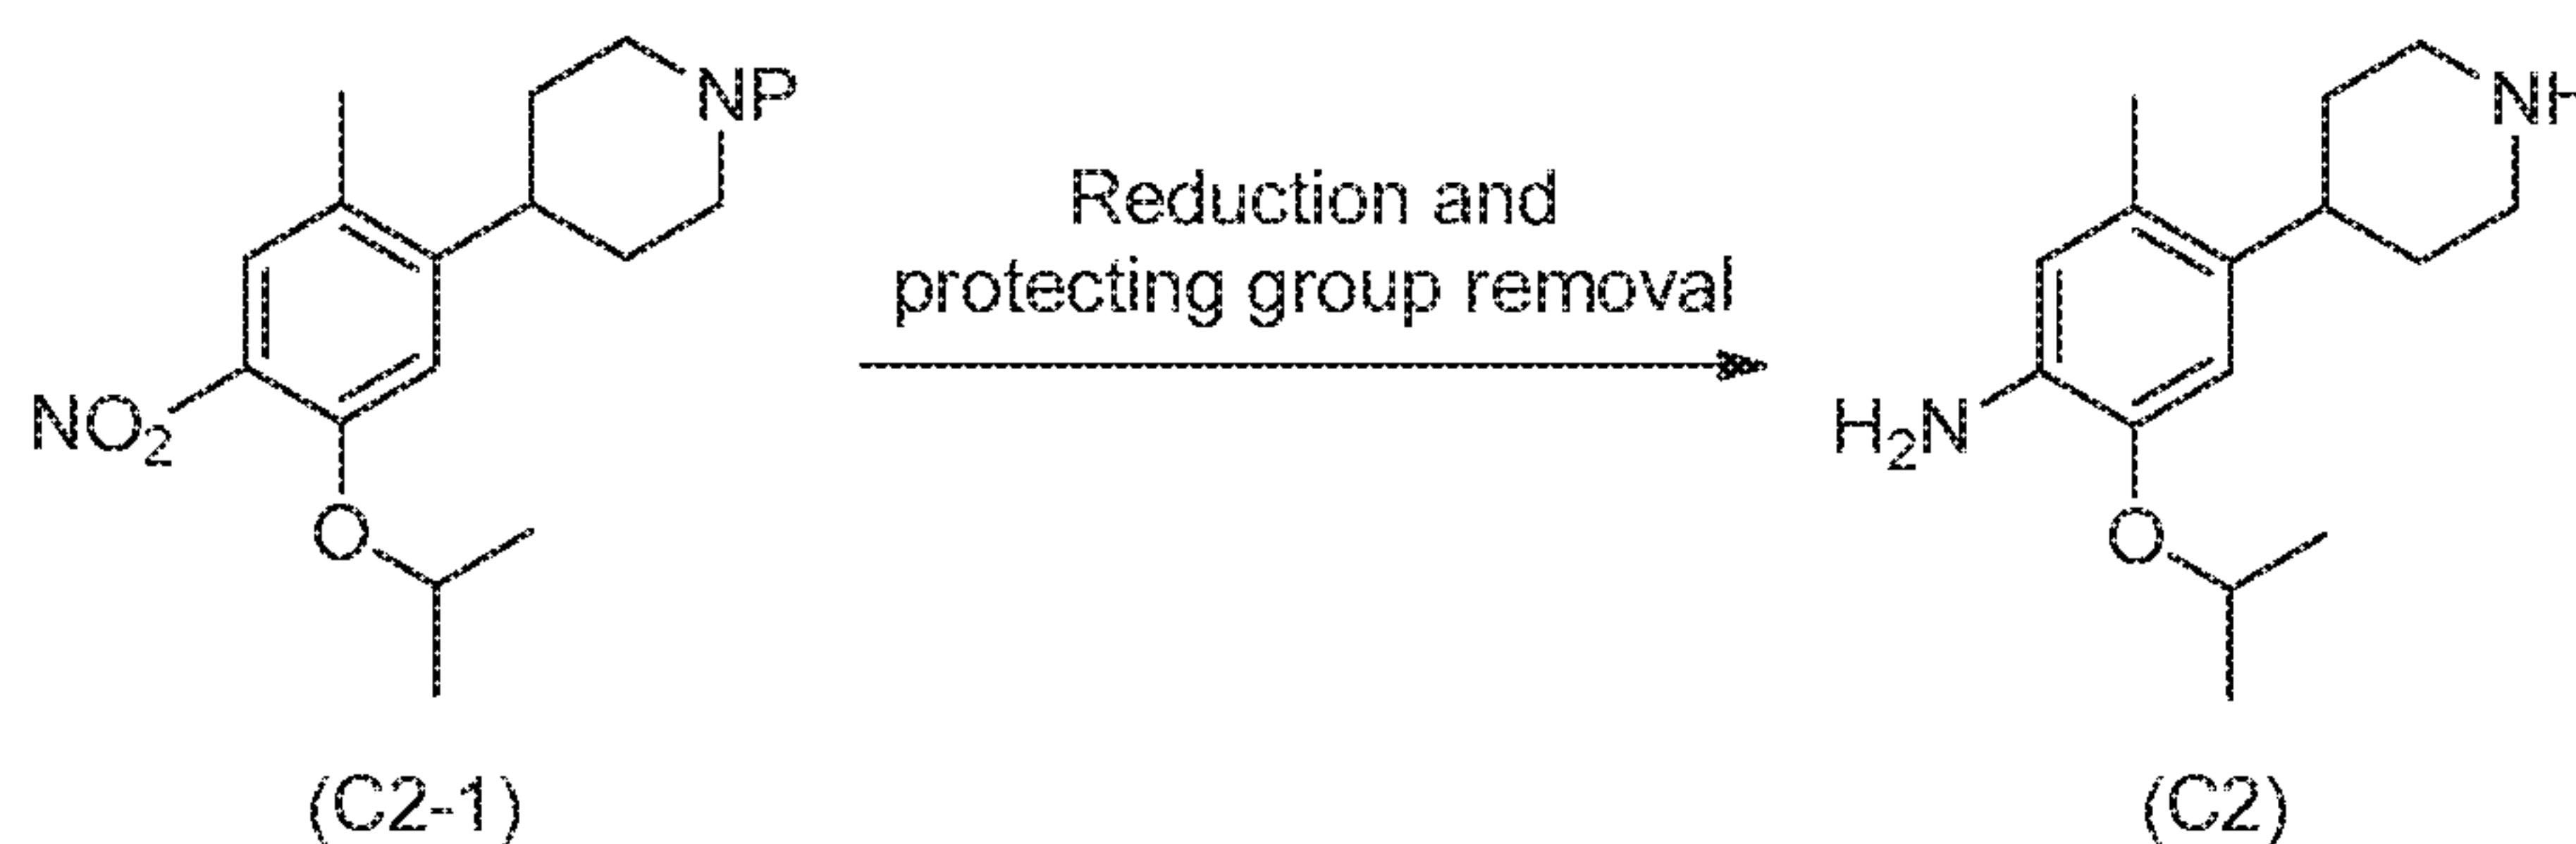 NP
Reduction and
protecting group removal
NO2
O
(C2-1)
NH
H2N
O
(C2)